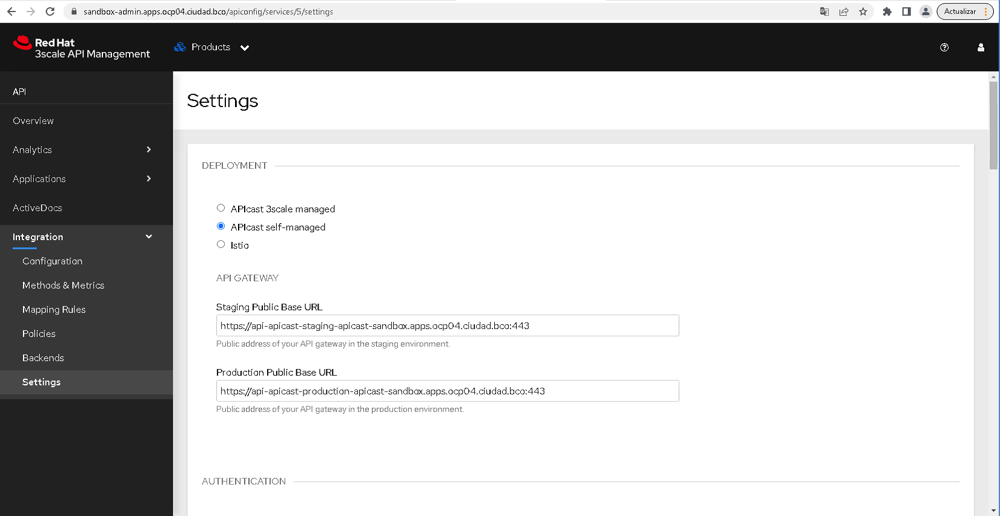 sandbox-admin.apps.ocp04.ciudad.bco/apiconfig/services/5/settings
Actualizar
Red Hat
3scale API Management
Products
API
Overview
Analytics
Applications
ActiveDocs
Integration
Configuration
Methods & Metrics
Mapping Rules
Policies
Backends
Settings
Settings
DEPLOYMENT
APIcast 3scale managed
APIcast self-managed
Istio
API GATEWAY
Staging Public Base URL
https://api-apicast-staging-apicast-sandbox.apps.ocp04.ciudad.bco:443
Public address of your API gateway in the staging environment.
Production Public Base URL
https://api-apicast-production-apicast-sandbox.apps.ocp04.ciudad.bco:443
Public address of your API gateway in the production environment.
AUTHENTICATION